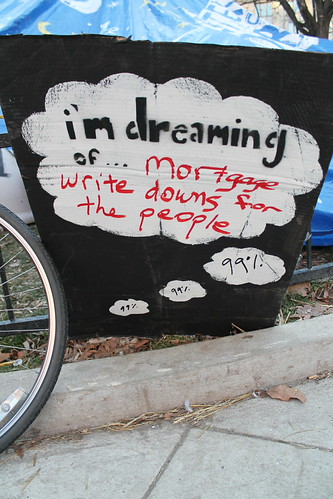 i'm dreaming
of... mortgage
write downs for
the people
99%
99%
99%